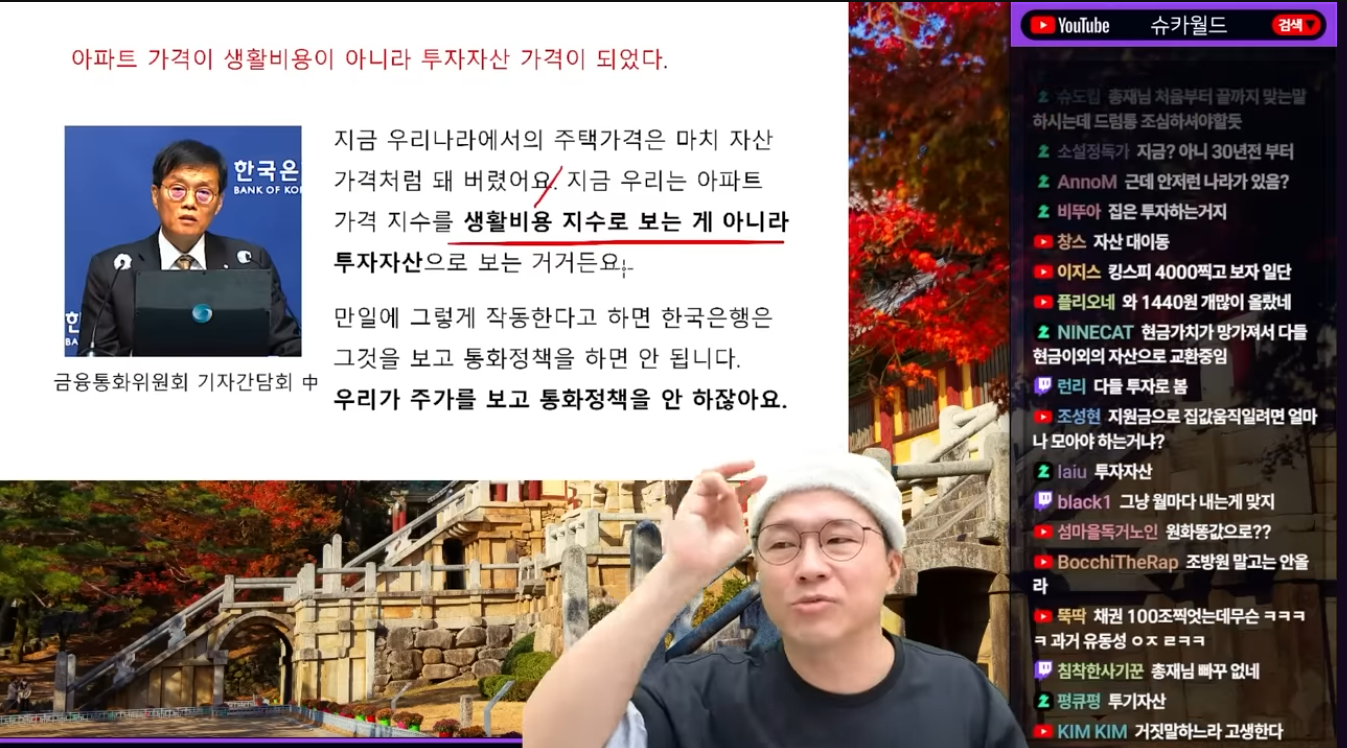 아파트 가격이 생활비용이 아니라 투자자산 가격이 되었다.
한국은
BANK OF KO
한
BA
지금 우리나라에서의 주택가격은 마치 자산
가격처럼 돼 버렸어요. 지금 우리는 아파트
가격 지수를 생활비용 지수로 보는 게 아니라
투자자산으로 보는 거거든요.
만일에 그렇게 작동한다고 하면 한국은행은
그것을 보고 통화정책을 하면 안 됩니다.
우리가 주가를 보고 통화정책을 안 하잖아요.
금융통화위원회 기자간담회 中
YouTube 슈카월드 검색
슈도립 총재님 처음부터 끝까지 맞는말
하시는데 드럼통 조심하셔야할듯
소설정독가 지금? 아니 30년전 부터
AnnoM 근데 안저런 나라가 있음?
비뚜아 집은 투자하는거지
창스 자산 대이동
이지스 킹스피 4000찍고 보자 일단
플리오네 와 1440원 개많이 올랐네
NINECAT 현금가치가 망가져서 다들
현금이외의 자산으로 교환중임
런리 다들 투자로 봄
조성현 지원금으로 집값움직일려면 얼마
나 모아야 하는거냐?
laiu 투자자산
black1 그냥 월마다 내는게 맞지
섬마을독거노인 원화똥값으로??
BocchiTheRap 조방원 말고는 안올
라
뚝딱 채권 100조찍엇는데무슨 ㅋㅋㅋ
ㅋ 과거 유동성 ㅇㅈ ㄹㅋㅋ
침착한사기꾼 총재님 빠꾸 없네
평큐평 투기자산
KIM KIM 거짓말하느라 고생한다